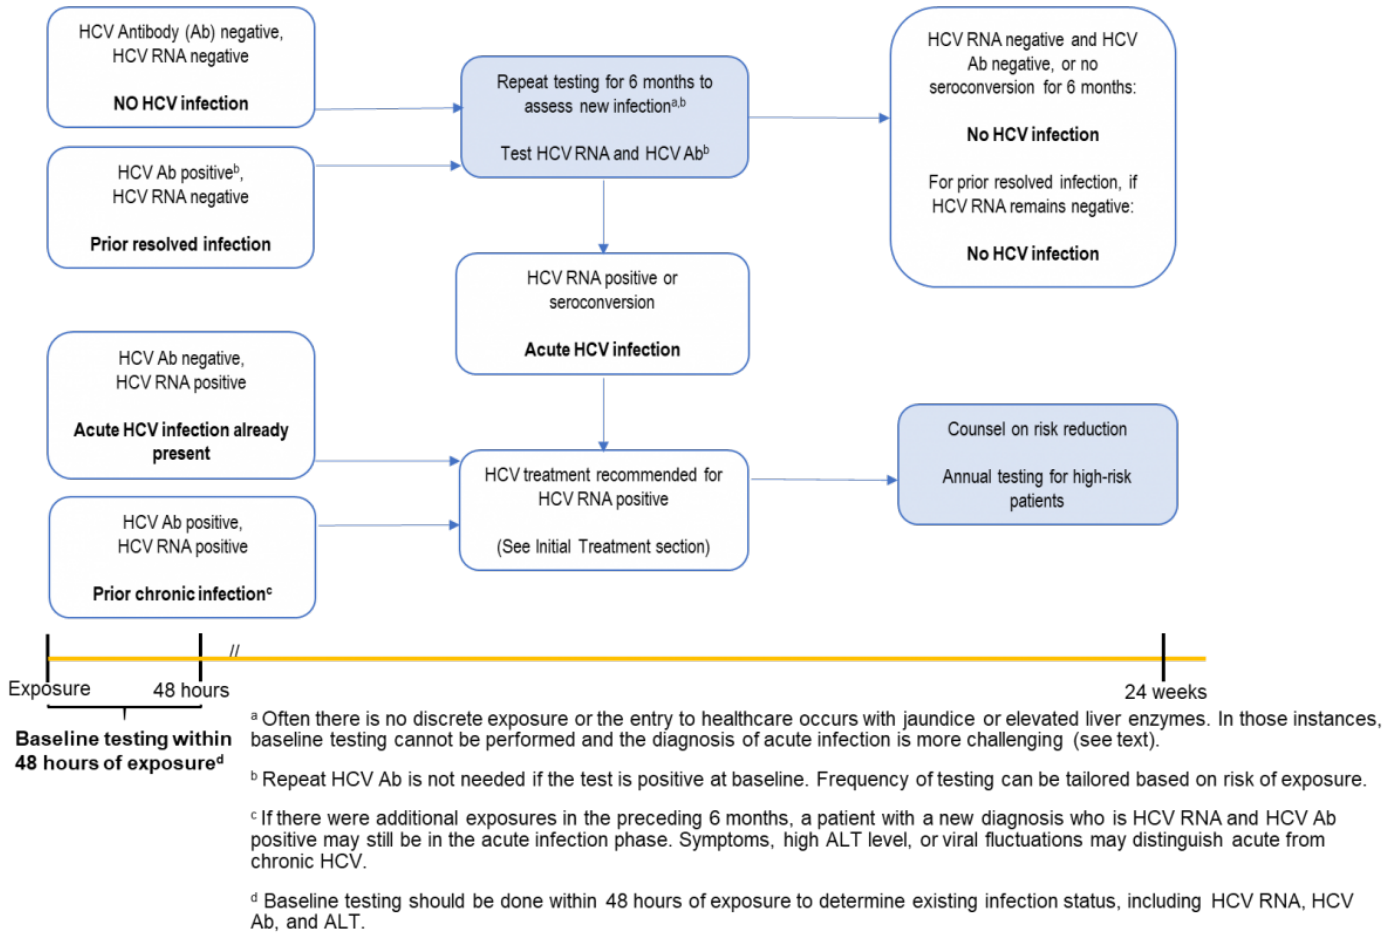 HCV Antibody (Ab) negative,
HCV RNA negative
NO HCV infection
HCV Ab positiveᵇ,
HCV RNA negative
Prior resolved infection
HCV Ab negative,
HCV RNA positive
Acute HCV infection already
present
HCV Ab positive,
HCV RNA positive
Prior chronic infectionᶜ
Repeat testing for 6 months to
assess new infectionᵃ,ᵇ
Test HCV RNA and HCV Abᵇ
HCV RNA positive or
seroconversion
Acute HCV infection
HCV treatment recommended for
HCV RNA positive
(See Initial Treatment section)
HCV RNA negative and HCV
Ab negative, or no
seroconversion for 6 months:
No HCV infection
For prior resolved infection, if
HCV RNA remains negative:
No HCV infection
Counsel on risk reduction
Annual testing for high-risk
patients
//
Exposure
48 hours
24 weeks
Baseline testing within
48 hours of exposureᵈ
ᵃ Often there is no discrete exposure or the entry to healthcare occurs with jaundice or elevated liver enzymes. In those instances,
baseline testing cannot be performed and the diagnosis of acute infection is more challenging (see text).
ᵇ Repeat HCV Ab is not needed if the test is positive at baseline. Frequency of testing can be tailored based on risk of exposure.
ᶜ If there were additional exposures in the preceding 6 months, a patient with a new diagnosis who is HCV RNA and HCV Ab
positive may still be in the acute infection phase. Symptoms, high ALT level, or viral fluctuations may distinguish acute from
chronic HCV.
ᵈ Baseline testing should be done within 48 hours of exposure to determine existing infection status, including HCV RNA, HCV
Ab, and ALT.